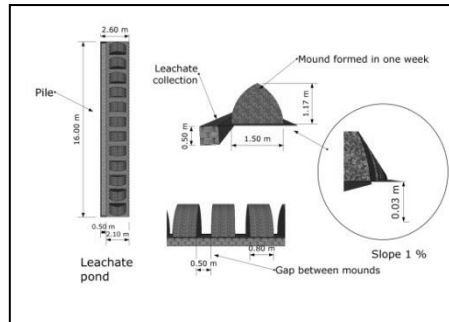 2.60 m
Pile
16.00 m
0.50 m
2.10 m
Leachate
pond
Leachate
collection
Mound formed in one week
1.17 m
0.50 m
1.50 m
0.03 m
Slope 1 %
0.80 m
0.50 m
Gap between mounds